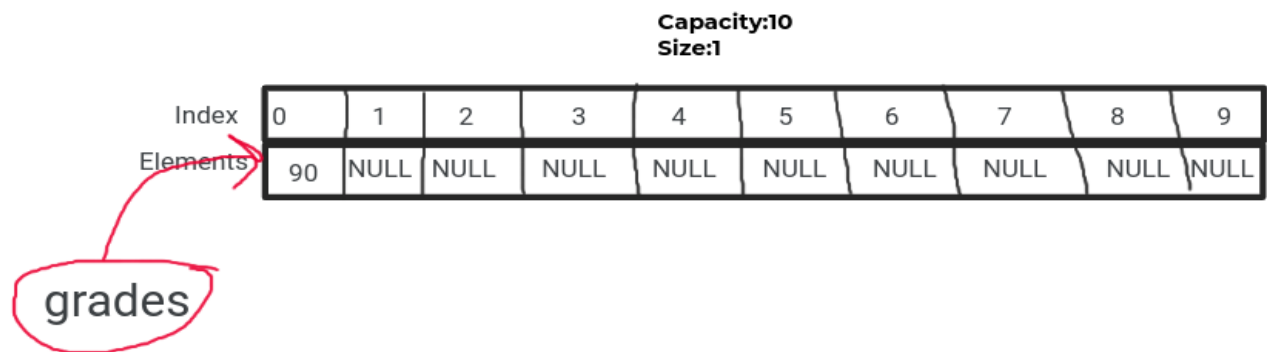 Capacity:10
Size:1
Index 0 1 2 3 4 5 6 7 8 9
Elements 90 NULL NULL NULL NULL NULL NULL NULL NULL NULL
grades